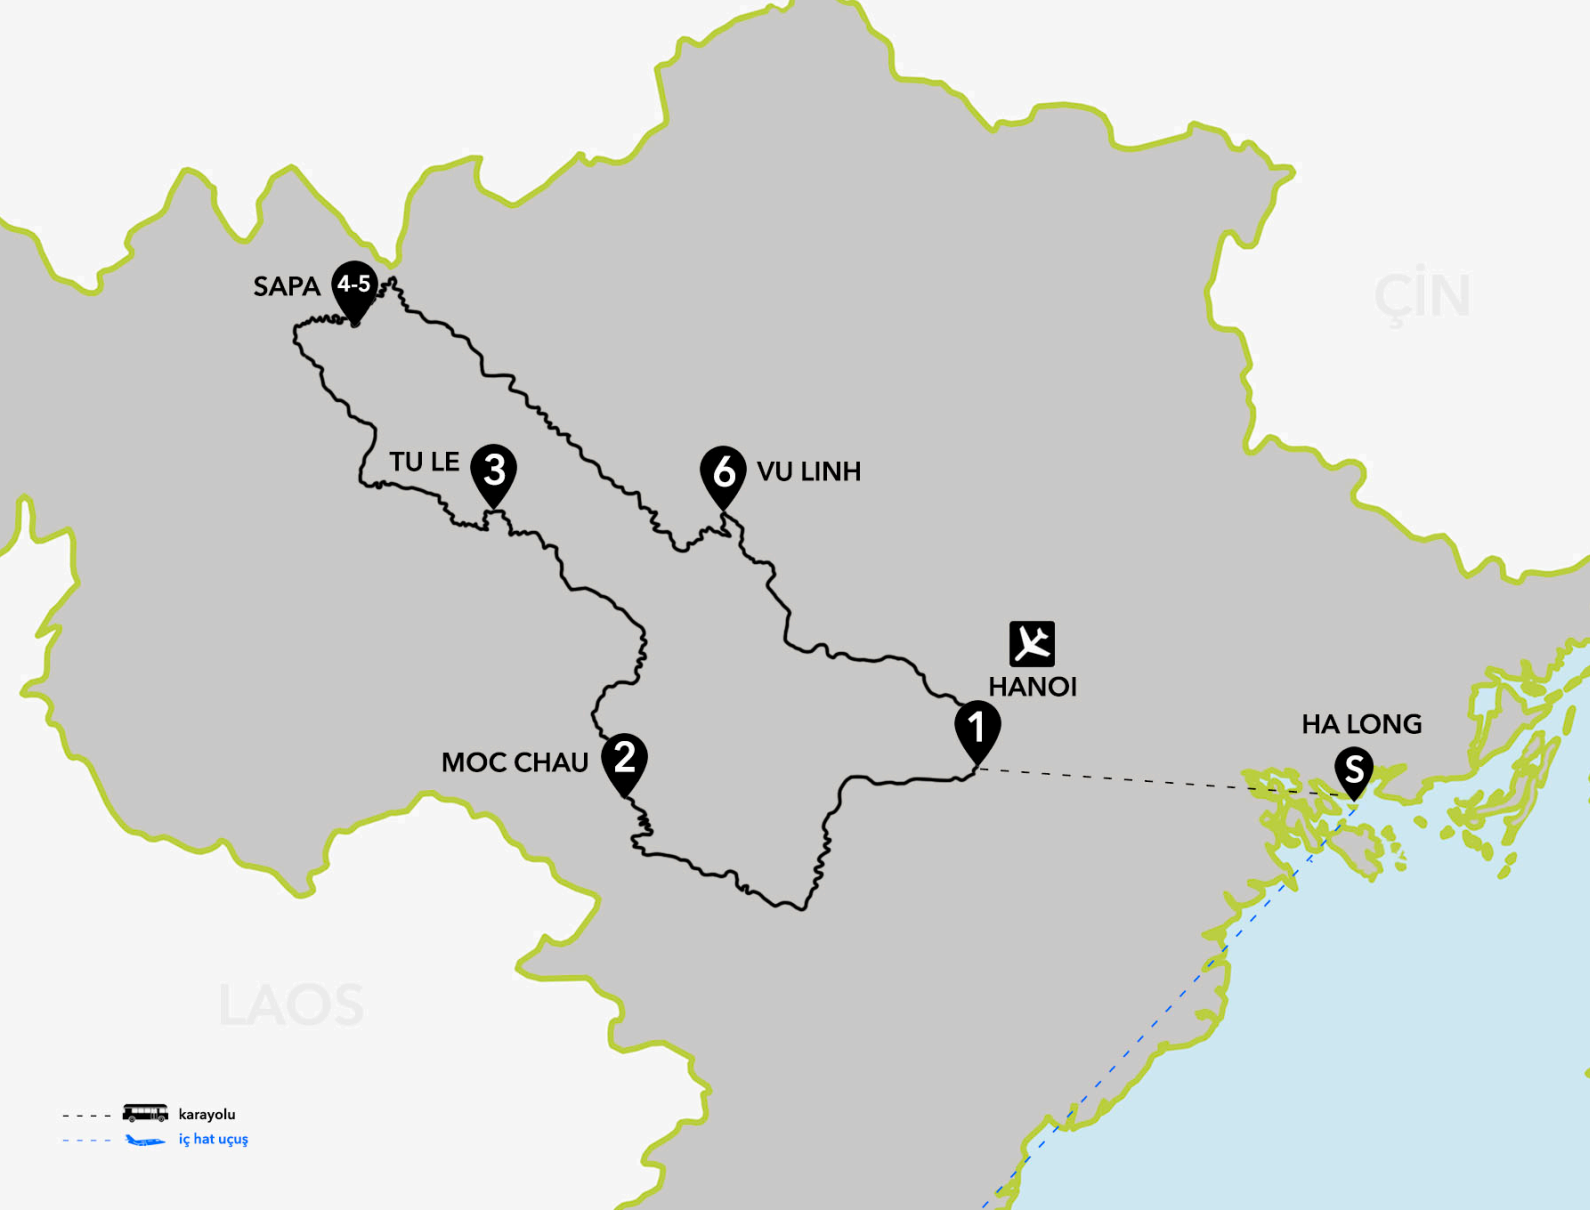 ÇİN
SAPA
4-5
TU LE
3
6
VU LINH
HANOI
1
HA LONG
S
MOC CHAU
2
LAOS
karayolu
iç hat uçuş